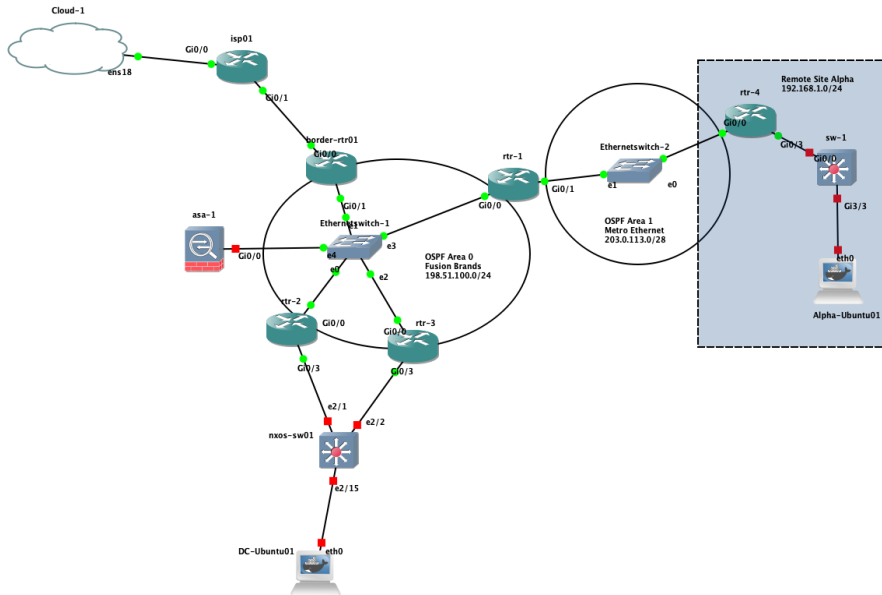 Cloud-1
ens18
Gi0/0
isp01
Gi0/1
border-rtr01
Gi0/0
Gi0/1
e1
Ethernetswitch-1
e4
e3
e0
e2
asa-1
Gi0/0
OSPF Area 0
Fusion Brands
198.51.100.0/24
rtr-1
Gi0/0
Gi0/1
Ethernetswitch-2
e1
e0
OSPF Area 1
Metro Ethernet
203.0.113.0/28
Remote Site Alpha
192.168.1.0/24
rtr-4
Gi0/0
Gi0/3
sw-1
Gi0/0
Gi3/3
eth0
Alpha-Ubuntu01
rtr-2
Gi0/0
Gi0/3
rtr-3
Gi0/0
Gi0/3
e2/1
e2/2
nxos-sw01
e2/15
DC-Ubuntu01
eth0